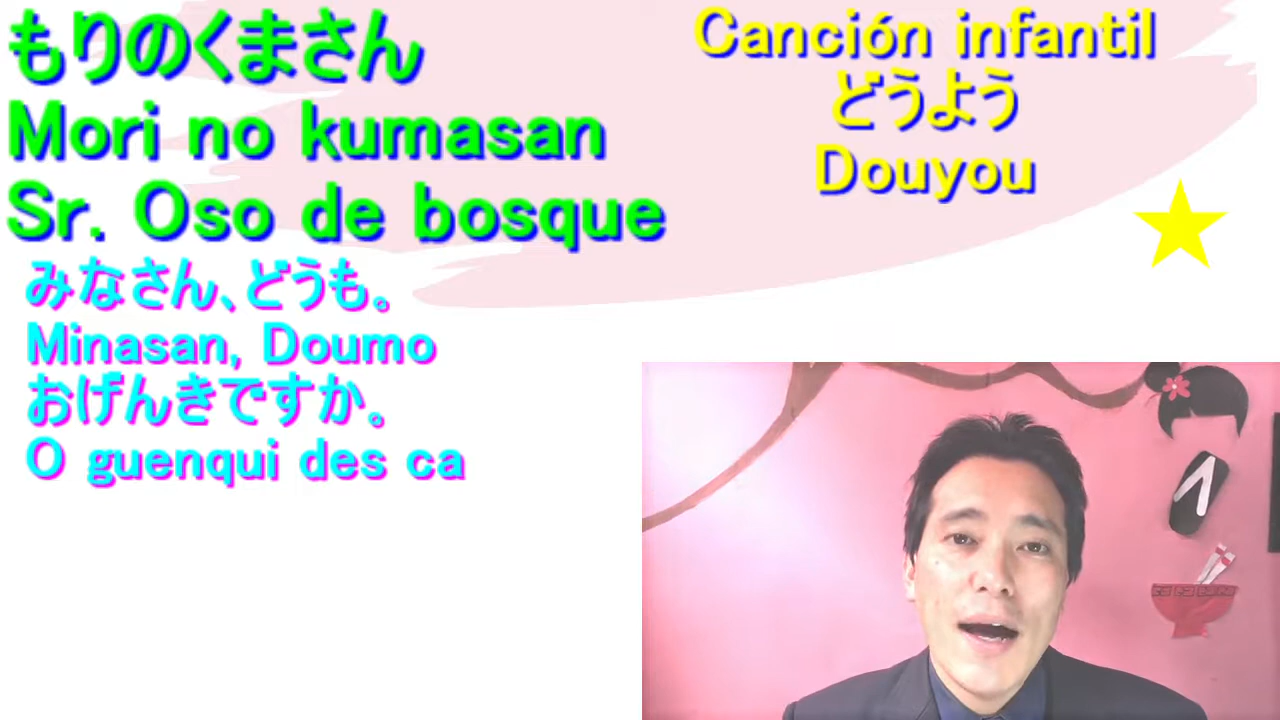 もりのくまさん
Mori no kumasan
Sr. Oso de bosque
Canción infantil
どうよう
Douyou
みなさん、どうも。
Minasan, Doumo
おげんきですか。
O guenqui des ca